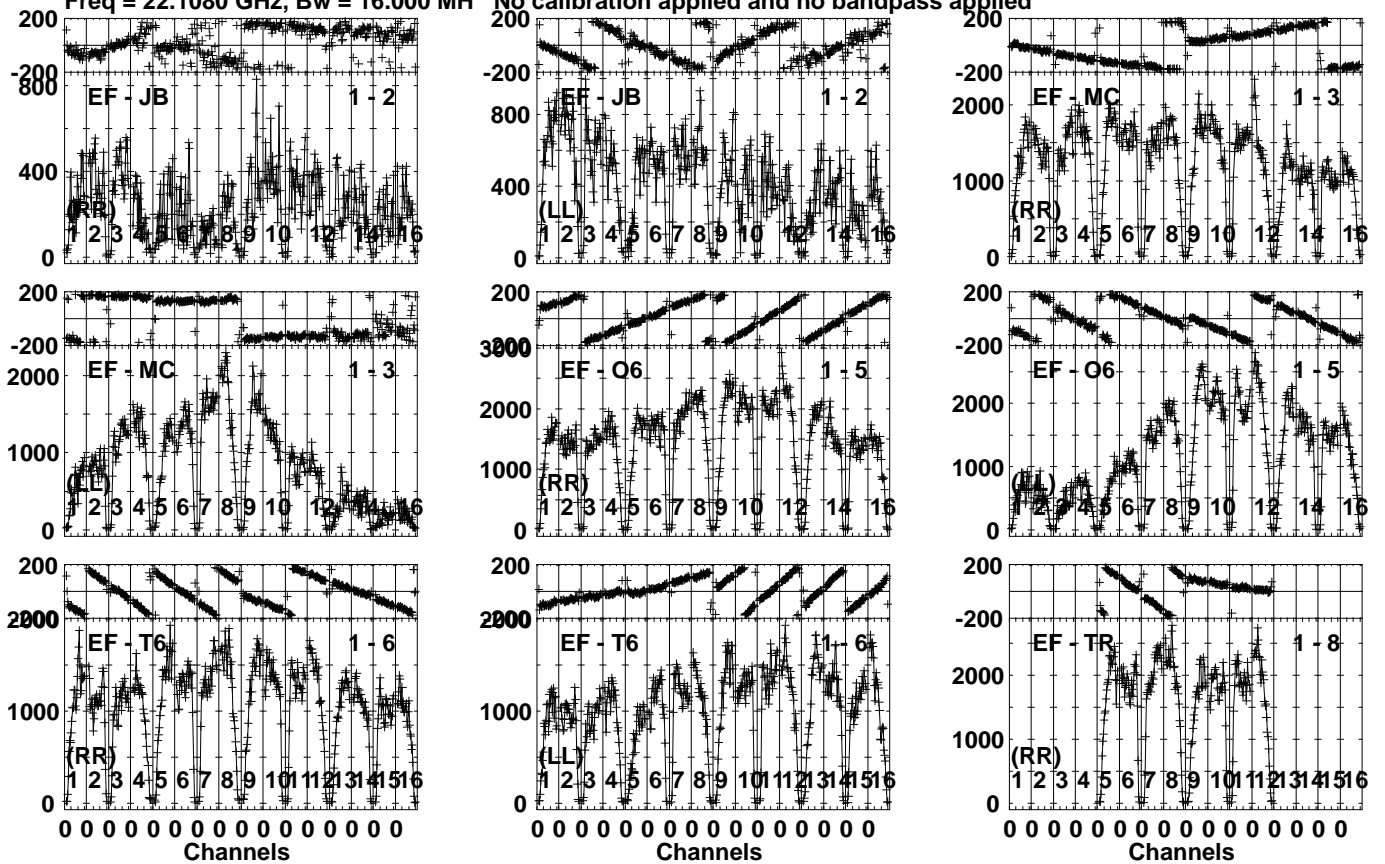 Freq = 22.1080 GHz, Bw = 16.000 MH No calibration applied and no bandpass applied
200 200 200
-200 -200 -200
800 EF - JB 1 - 2 800 EF - JB 1 - 2 2000 EF - MC 1 - 3
400 400 1000
(RR) (LL) (RR)
1 2 3 4 5 6 7 8 9 10 12 14 16 1 2 3 4 5 6 7 8 9 10 12 14 16 1 2 3 4 5 6 7 8 9 10 12 14 16
0 0 0
200 200 200
-200 -200 -200
2000 EF - MC 1 - 3 3000 EF - O6 1 - 5 EF - O6 1 - 5
2000 2000
1000 1000 1000
(LL) (RR) (LL)
1 2 3 4 5 6 7 8 9 10 12 14 16 1 2 3 4 5 6 7 8 9 10 12 14 16 1 2 3 4 5 6 7 8 9 10 12 14 16
0 0 0
200 200 200
-200 -200 -200
2000 EF - T6 1 - 6 2000 EF - T6 1 - 6 EF - TR 1 - 8
2000
1000 1000 1000
(RR) (LL) (RR)
1 2 3 4 5 6 7 8 9 10 11 12 13 14 15 16 1 2 3 4 5 6 7 8 9 10 11 12 13 14 15 16 1 2 3 4 5 6 7 8 9 10 11 12 13 14 15 16
0 0 0
0 0 0 0 0 0 0 0 0 0 0 0 0 0 0 0 0 0 0 0 0 0 0 0 0 0 0 0 0 0 0 0 0 0 0 0 0 0 0 0 0 0 0 0 0 0 0 0
Channels Channels Channels